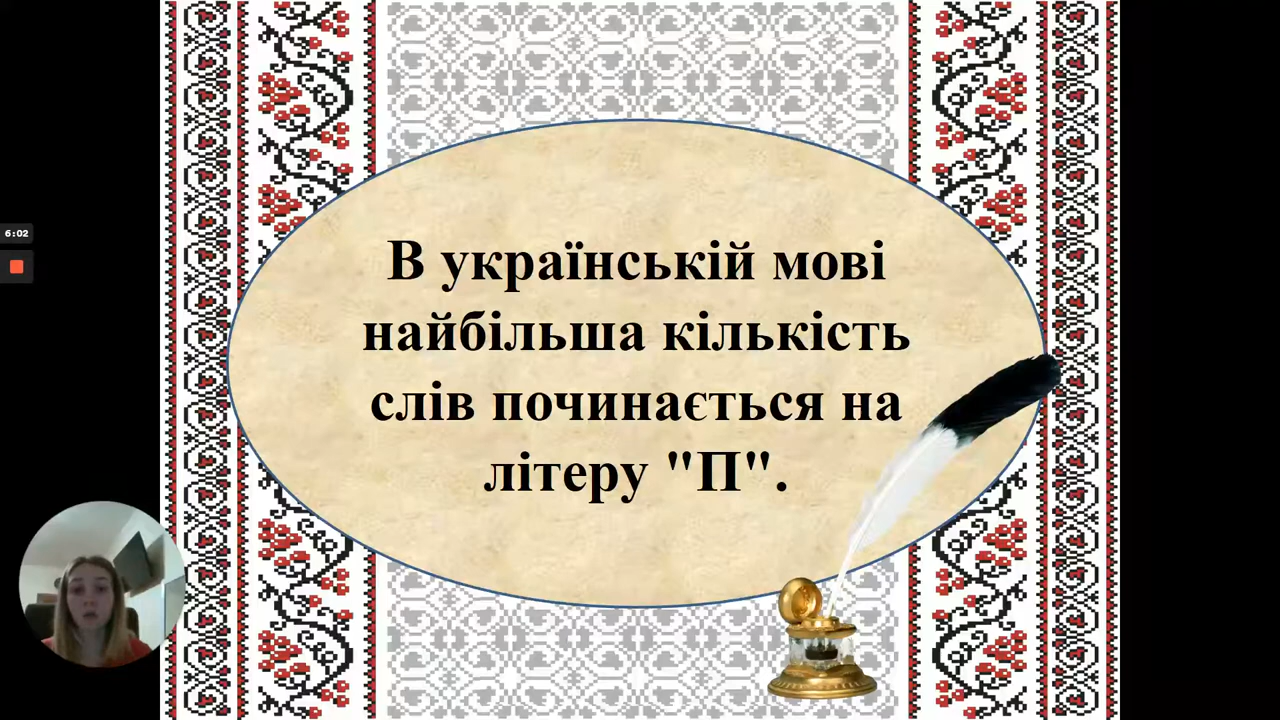 В українській мові
найбільша кількість
слів починається на
літеру "П".
6:02